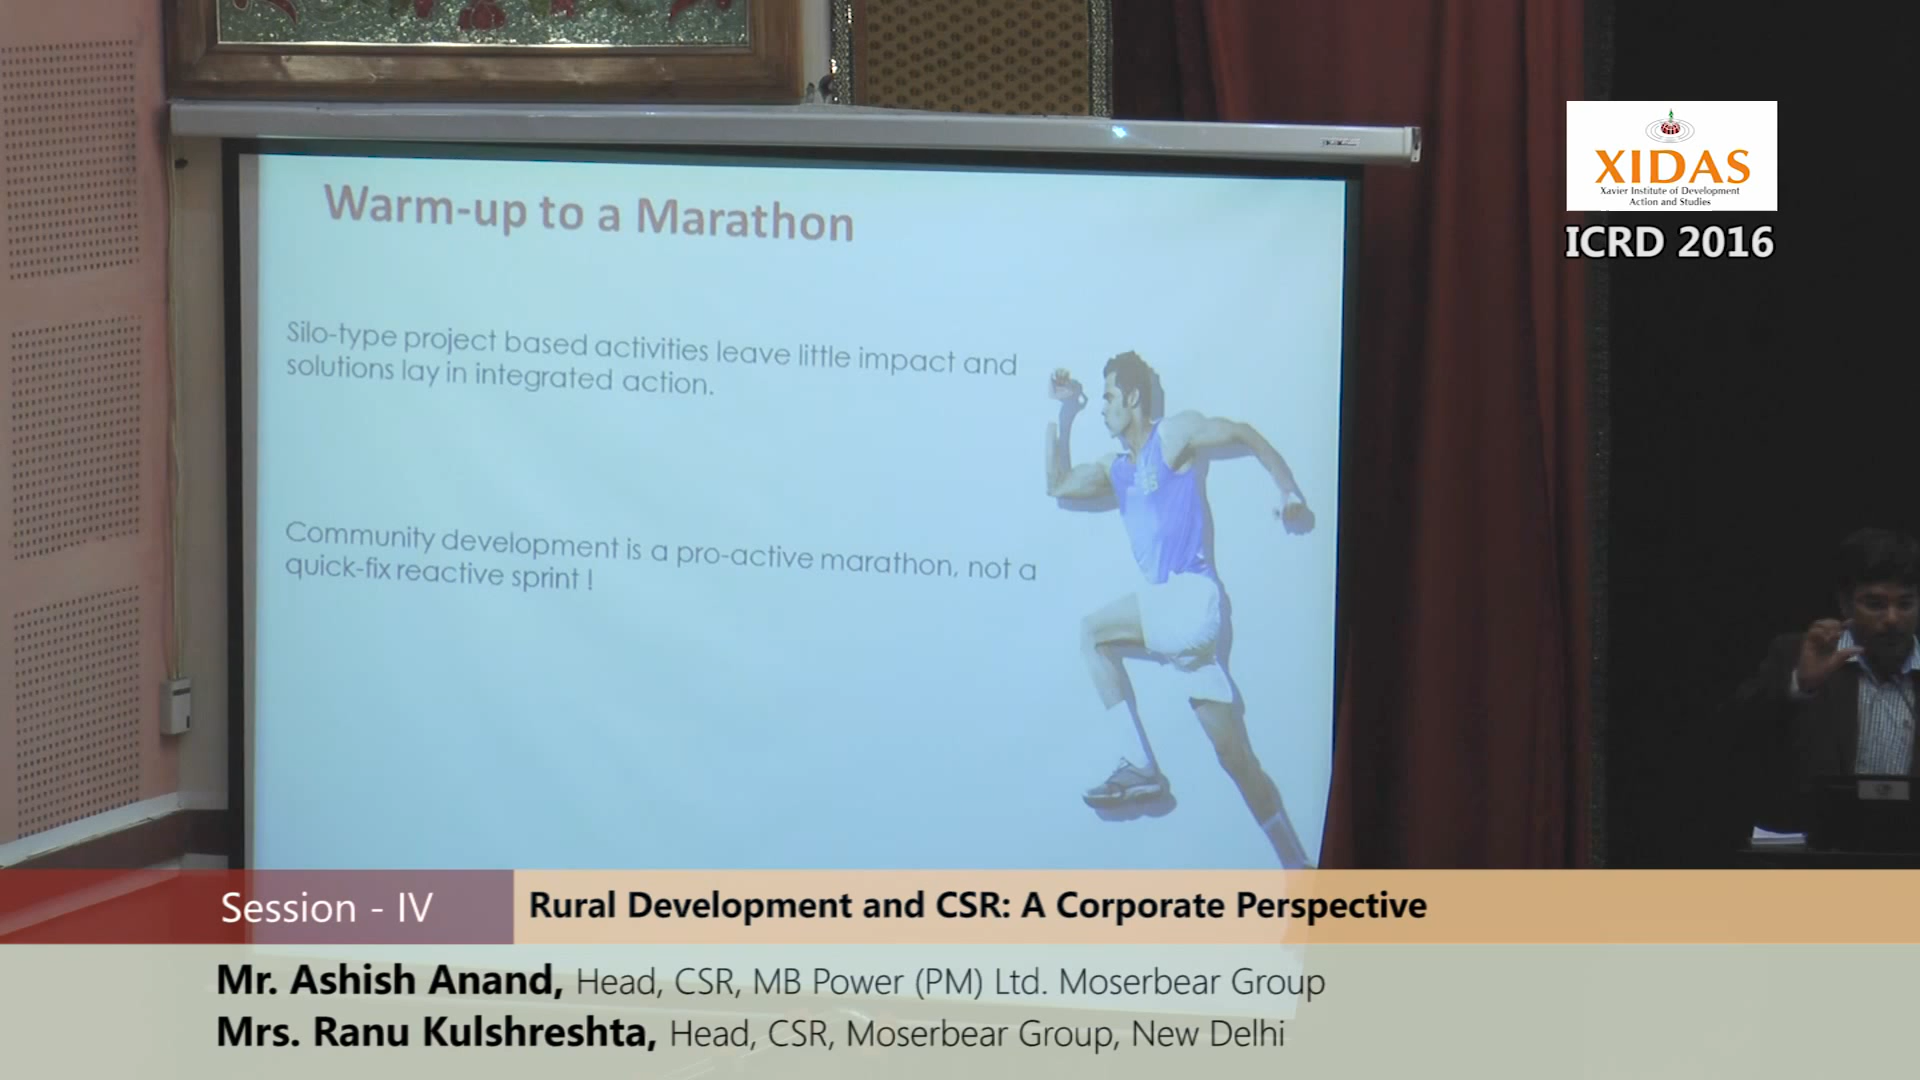 Warm-up to a Marathon
Silo-type project based activities leave little impact and
solutions lay in integrated action.
Community development is a pro-active marathon, not a
quick-fix reactive sprint !
XIDAS
Xavier Institute of Development
Action and Studies
ICRD 2016
Session - IV
Rural Development and CSR: A Corporate Perspective
Mr. Ashish Anand, Head, CSR, MB Power (PM) Ltd. Moserbear Group
Mrs. Ranu Kulshreshta, Head, CSR, Moserbear Group, New Delhi